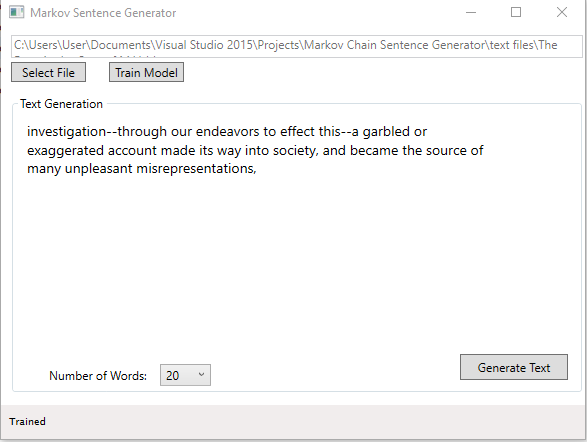 Markov Sentence Generator
C:\Users\User\Documents\Visual Studio 2015\Projects\Markov Chain Sentence Generator\text files\The
Select File
Train Model
Text Generation
investigation--through our endeavors to effect this--a garbled or
exaggerated account made its way into society, and became the source of
many unpleasant misrepresentations,
Number of Words:
20
Generate Text
Trained